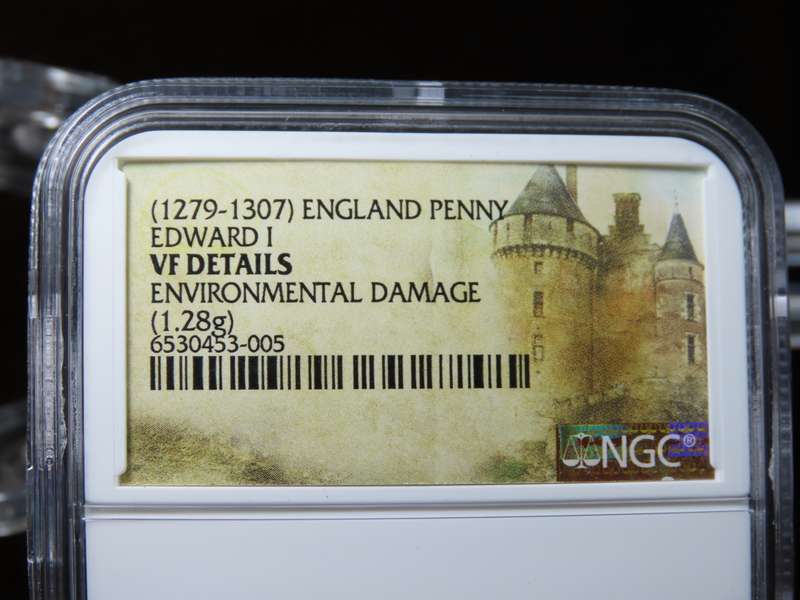 (1279-1307) ENGLAND PENNY
EDWARD I
VF DETAILS
ENVIRONMENTAL DAMAGE
(1.28g)
6530453-005
NGC®